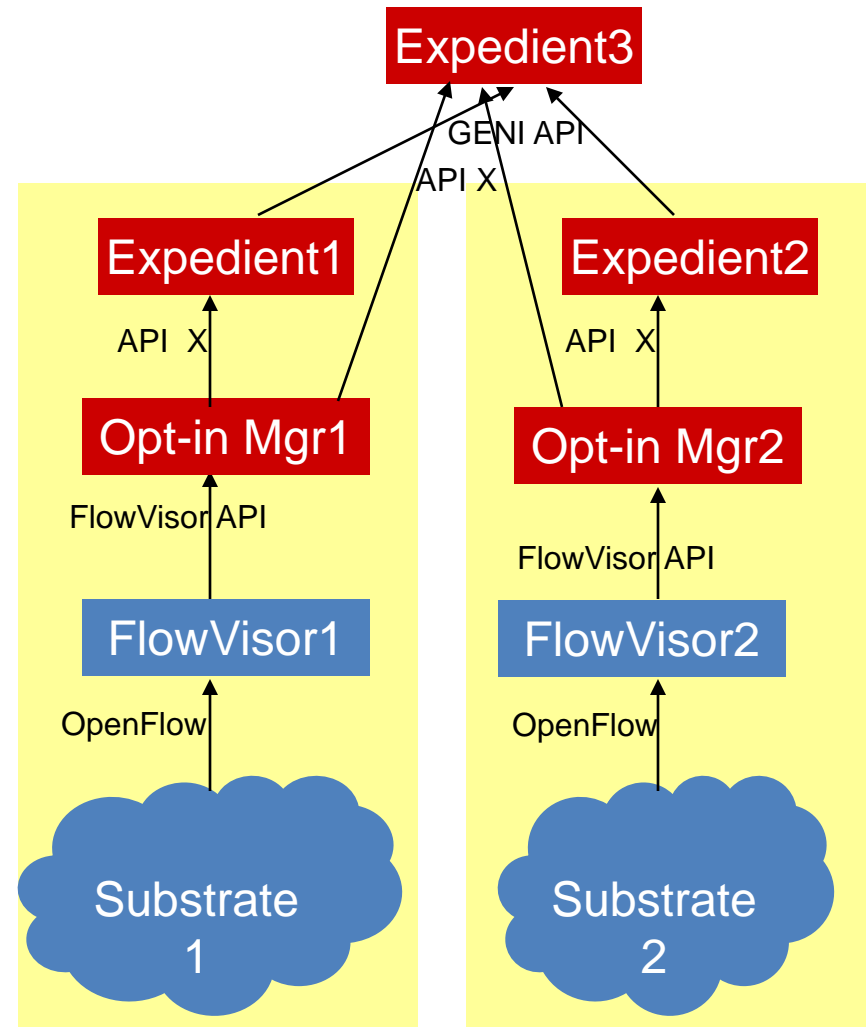 Expedient3
GENI API
API X
Expedient1
Expedient2
API X
API X
Opt-in Mgr1
Opt-in Mgr2
FlowVisor API
FlowVisor API
FlowVisor1
FlowVisor2
OpenFlow
OpenFlow
Substrate
1
Substrate
2